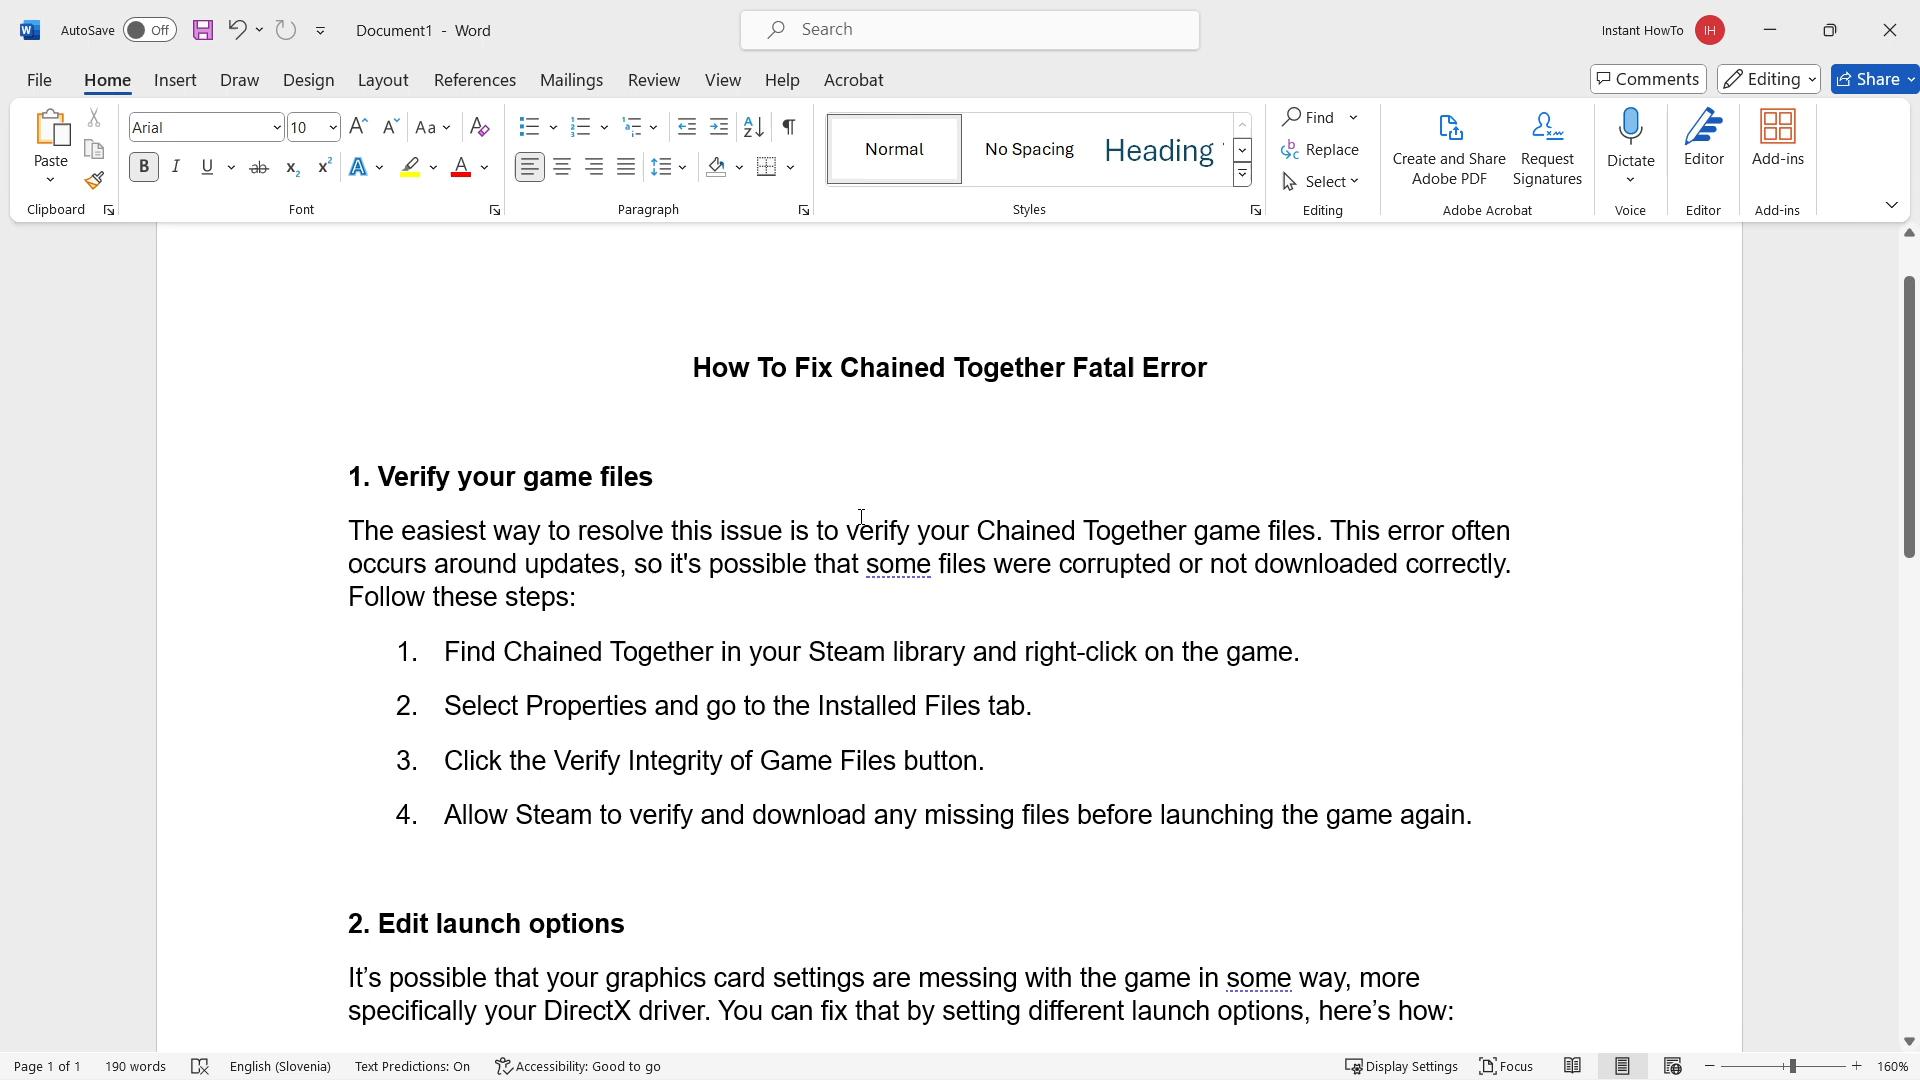 AutoSave Off Document1 - Word Search Instant HowTo IH
File Home Insert Draw Design Layout References Mailings Review View Help Acrobat Comments Editing Share
Paste
Clipboard
Arial 10
Font
Paragraph
Normal No Spacing Heading
Styles
Find
Replace
Select
Editing
Create and Share
Adobe PDF
Request
Signatures
Adobe Acrobat
Dictate
Voice
Editor
Editor
Add-ins
Add-ins
How To Fix Chained Together Fatal Error
1. Verify your game files
The easiest way to resolve this issue is to verify your Chained Together game files. This error often
occurs around updates, so it's possible that some files were corrupted or not downloaded correctly.
Follow these steps:
1. Find Chained Together in your Steam library and right-click on the game.
2. Select Properties and go to the Installed Files tab.
3. Click the Verify Integrity of Game Files button.
4. Allow Steam to verify and download any missing files before launching the game again.
2. Edit launch options
It’s possible that your graphics card settings are messing with the game in some way, more
specifically your DirectX driver. You can fix that by setting different launch options, here’s how:
Page 1 of 1 190 words English (Slovenia) Text Predictions: On Accessibility: Good to go Display Settings Focus 160%